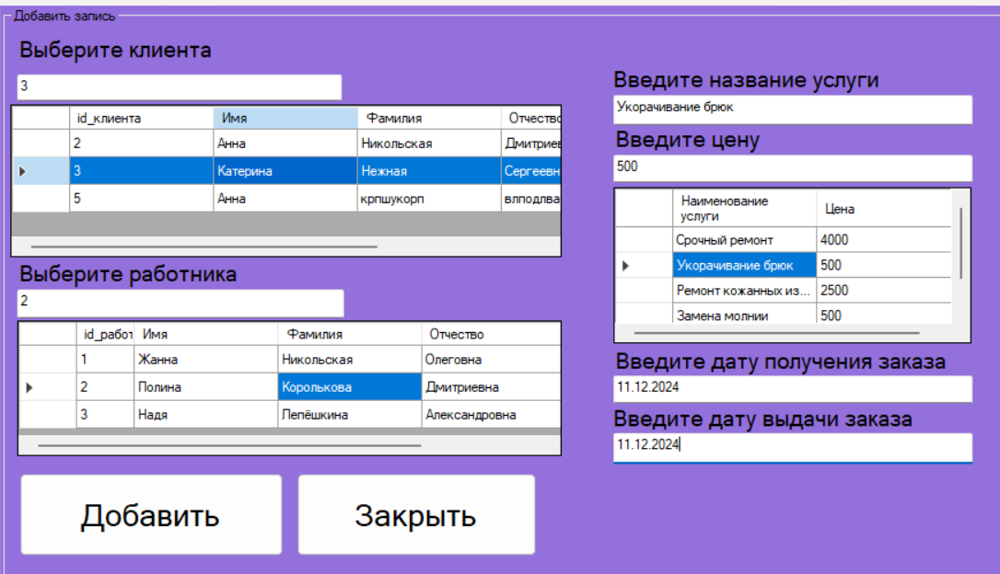 Добавить запись
Выберите клиента
3
id_клиента Имя Фамилия Отчество
2 Анна Никольская Дмитриев
3 Катерина Нежная Сергеевн
5 Анна крпшукорп влподлва
Выберите работника
2
id_работ Имя Фамилия Отчество
1 Жанна Никольская Олеговна
2 Полина Королькова Дмитриевна
3 Надя Лепёшкина Александровна
Добавить Закрыть
Введите название услуги
Укорачивание брюк
Введите цену
500
Наименование услуги Цена
Срочный ремонт 4000
Укорачивание брюк 500
Ремонт кожанных из... 2500
Замена молнии 500
Введите дату получения заказа
11.12.2024
Введите дату выдачи заказа
11.12.2024